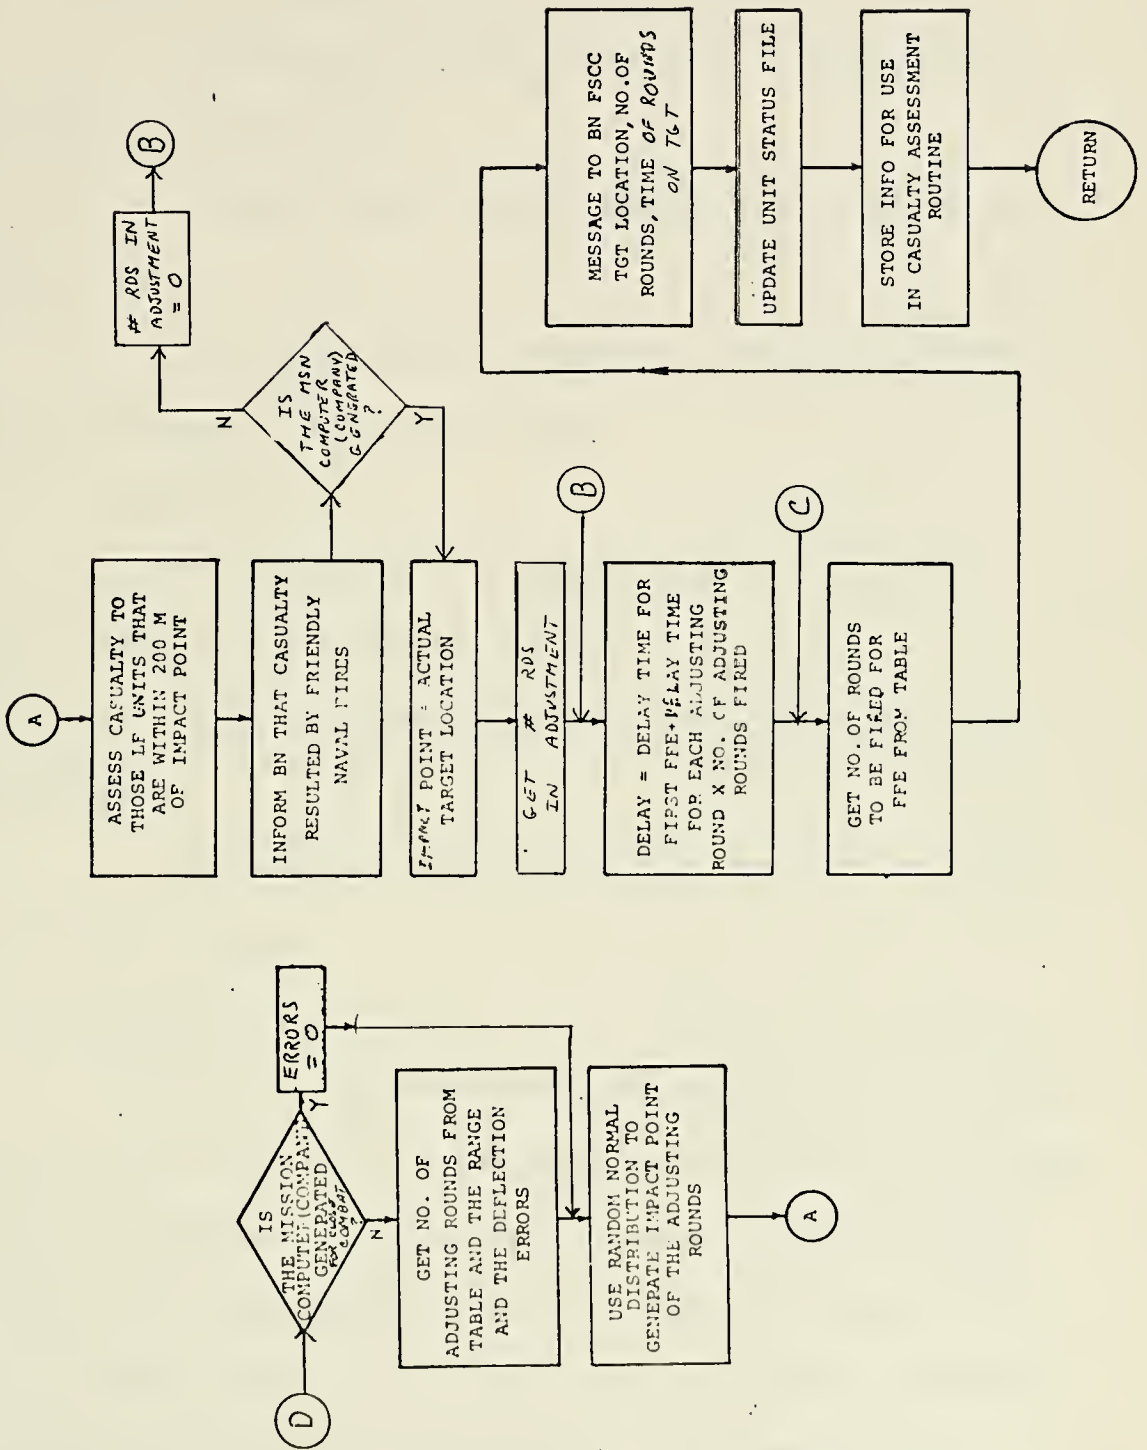 D
IS
THE MISSION
COMPUTER (COMPANY)
GENERATED
FOR CLOSE
COMBAT
?
Y
N
ERRORS
= 0
GET NO. OF
ADJUSTING ROUNDS FROM
TABLE AND THE RANGE
AND THE DEFLECTION
ERRORS
USE RANDOM NORMAL
DISTRIBUTION TO
GENERATE IMPACT POINT
OF THE ADJUSTING
ROUNDS
A
A
ASSESS CASUALTY TO
THOSE LF UNITS THAT
ARE WITHIN 200 M
OF IMPACT POINT
INFORM BN THAT CASUALTY
RESULTED BY FRIENDLY
NAVAL FIRES
IS
THE MSN
COMPUTER
(COMPANY)
GENERATED
?
N
Y
# RDS IN
ADJUSTMENT
= 0
B
IMPACT POINT = ACTUAL
TARGET LOCATION
GET # RDS
IN ADJUSTMENT
B
DELAY = DELAY TIME FOR
FIRST FFE+DELAY TIME
FOR EACH ADJUSTING
ROUND X NO. OF ADJUSTING
ROUNDS FIRED
C
GET NO. OF ROUNDS
TO BE FIRED FOR
FFE FROM TABLE
MESSAGE TO BN FSCC
TGT LOCATION, NO. OF
ROUNDS, TIME OF ROUNDS
ON TGT
UPDATE UNIT STATUS FILE
STORE INFO FOR USE
IN CASUALTY ASSESSMENT
ROUTINE
RETURN